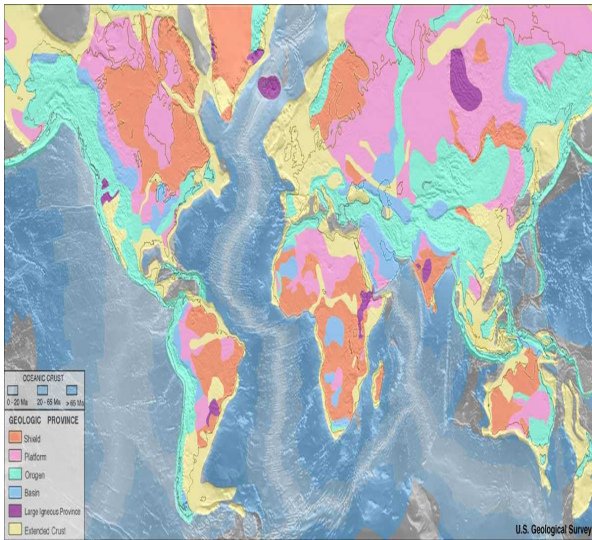 OCEANIC CRUST
0 - 20 Ma 20 - 65 Ma > 65 Ma
GEOLOGIC PROVINCE
Shield
Platform
Orogen
Basin
Large Igneous Province
Extended Crust
U.S. Geological Survey